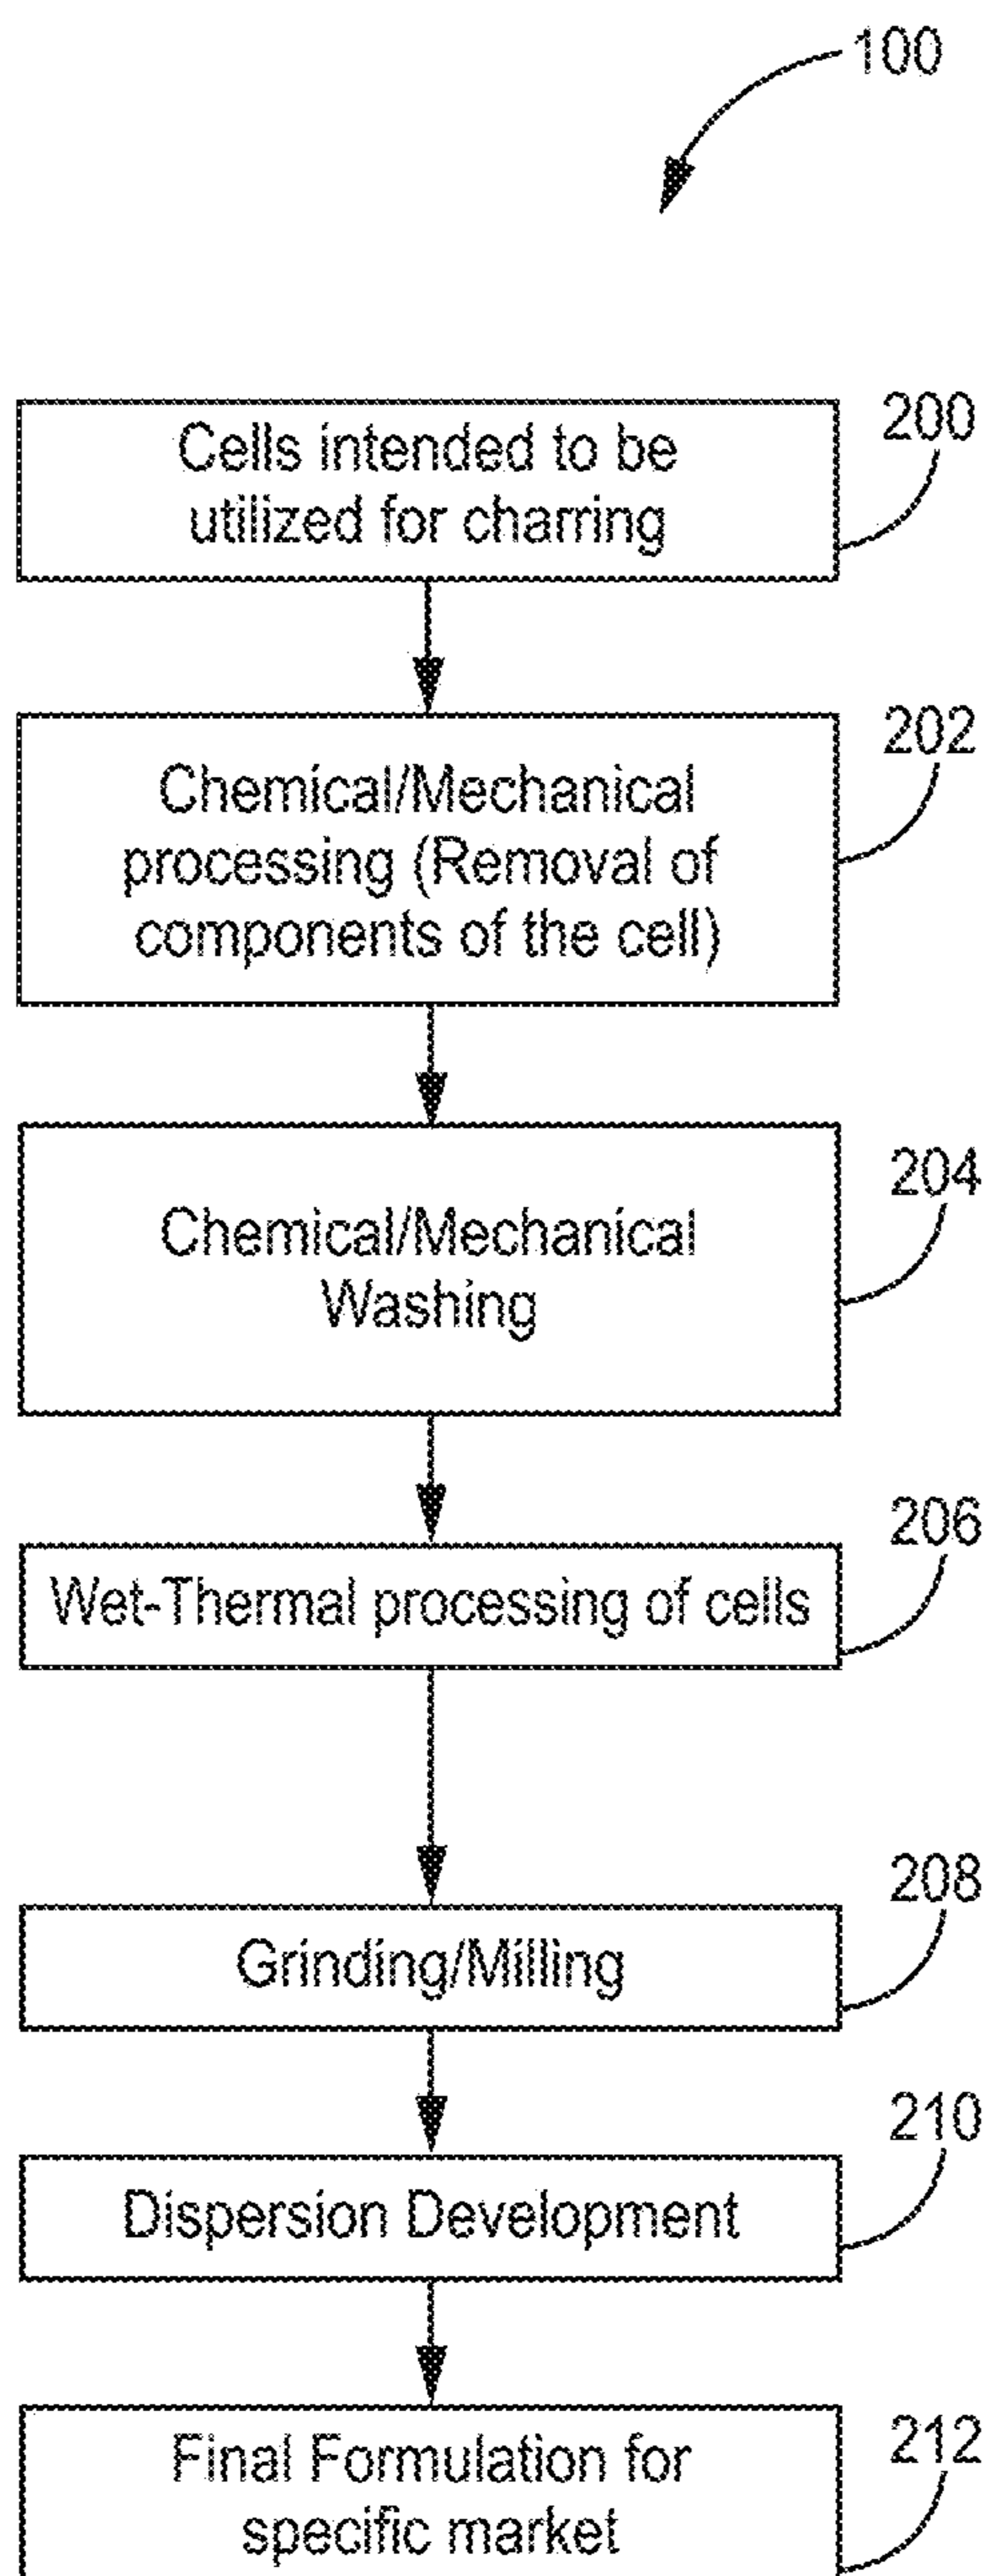 100
200
Cells intended to be
utilized for charring
202
Chemical/Mechanical
processing (Removal of
components of the cell)
204
Chemical/Mechanical
Washing
206
Wet-Thermal processing of cells
208
Grinding/Milling
210
Dispersion Development
212
Final Formulation for
specific market